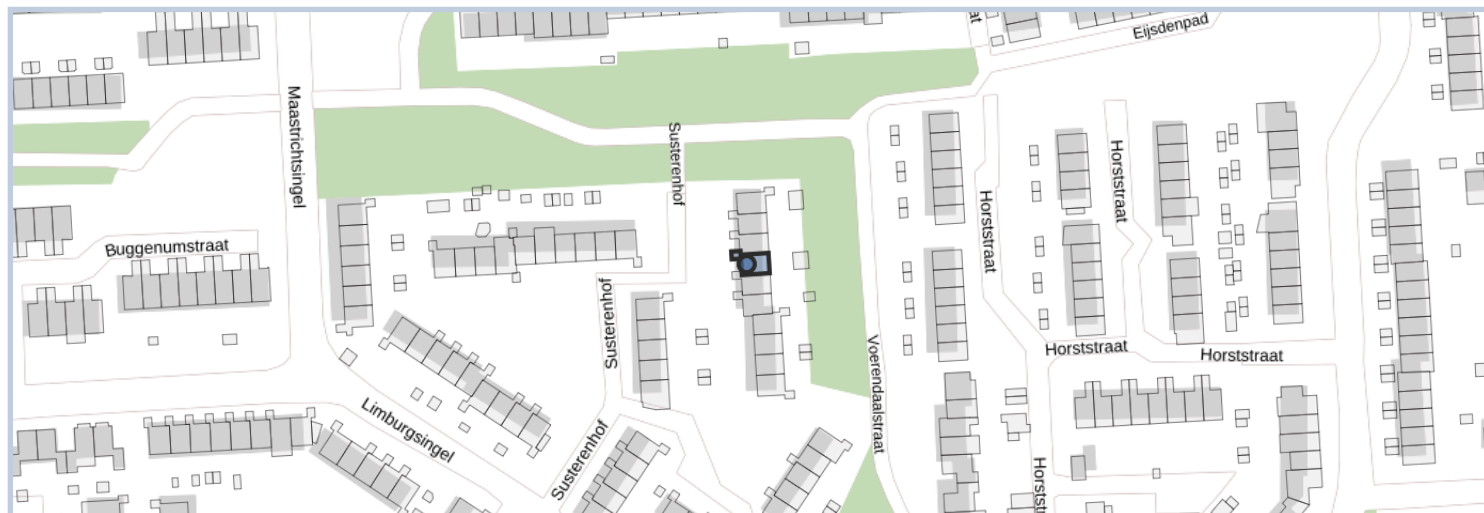 Eijsdenpad
Maastrichtsingel
Susterenhof
Horststraat
Horststraat
Buggenumstraat
Susterenhof
Voerendaalstraat
Horststraat
Horststraat
Limburgsingel
Susterenhof